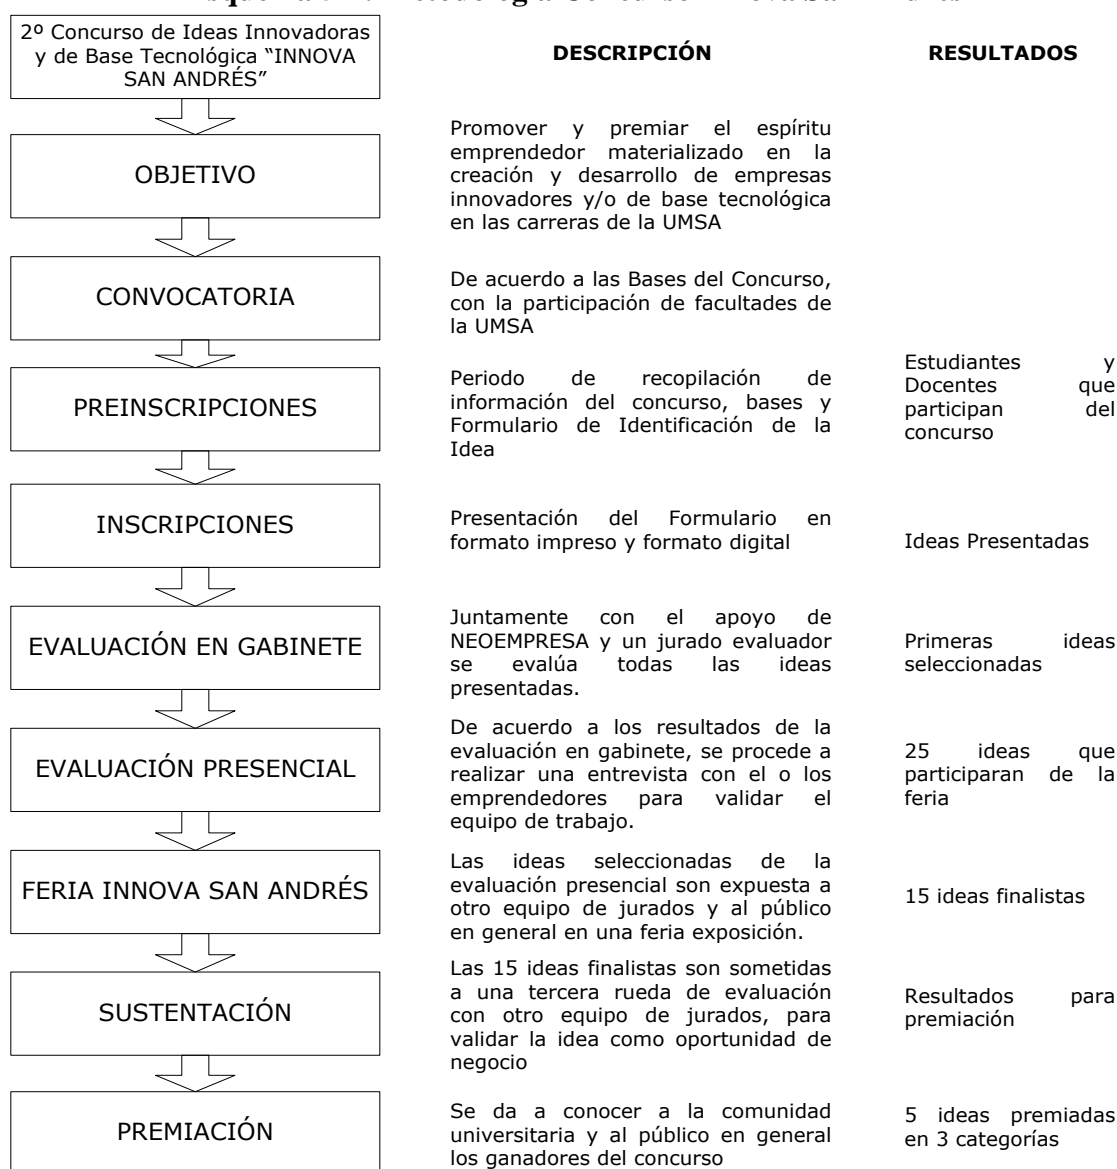 2º Concurso de Ideas Innovadoras
y de Base Tecnológica “INNOVA
SAN ANDRÉS”
DESCRIPCIÓN
RESULTADOS
OBJETIVO
Promover y premiar el espíritu
emprendedor materializado en la
creación y desarrollo de empresas
innovadores y/o de base tecnológica
en las carreras de la UMSA
CONVOCATORIA
De acuerdo a las Bases del Concurso,
con la participación de facultades de
la UMSA
PREINSCRIPCIONES
Periodo de recopilación de
información del concurso, bases y
Formulario de Identificación de la
Idea
Estudiantes y
Docentes que
participan del
concurso
INSCRIPCIONES
Presentación del Formulario en
formato impreso y formato digital
Ideas Presentadas
EVALUACIÓN EN GABINETE
Juntamente con el apoyo de
NEOEMPRESA y un jurado evaluador
se evalúa todas las ideas
presentadas.
Primeras ideas
seleccionadas
EVALUACIÓN PRESENCIAL
De acuerdo a los resultados de la
evaluación en gabinete, se procede a
realizar una entrevista con el o los
emprendedores para validar el
equipo de trabajo.
25 ideas que
participaran de la
feria
FERIA INNOVA SAN ANDRÉS
Las ideas seleccionadas de la
evaluación presencial son expuesta a
otro equipo de jurados y al público
en general en una feria exposición.
15 ideas finalistas
SUSTENTACIÓN
Las 15 ideas finalistas son sometidas
a una tercera rueda de evaluación
con otro equipo de jurados, para
validar la idea como oportunidad de
negocio
Resultados para
premiación
PREMIACIÓN
Se da a conocer a la comunidad
universitaria y al público en general
los ganadores del concurso
5 ideas premiadas
en 3 categorías